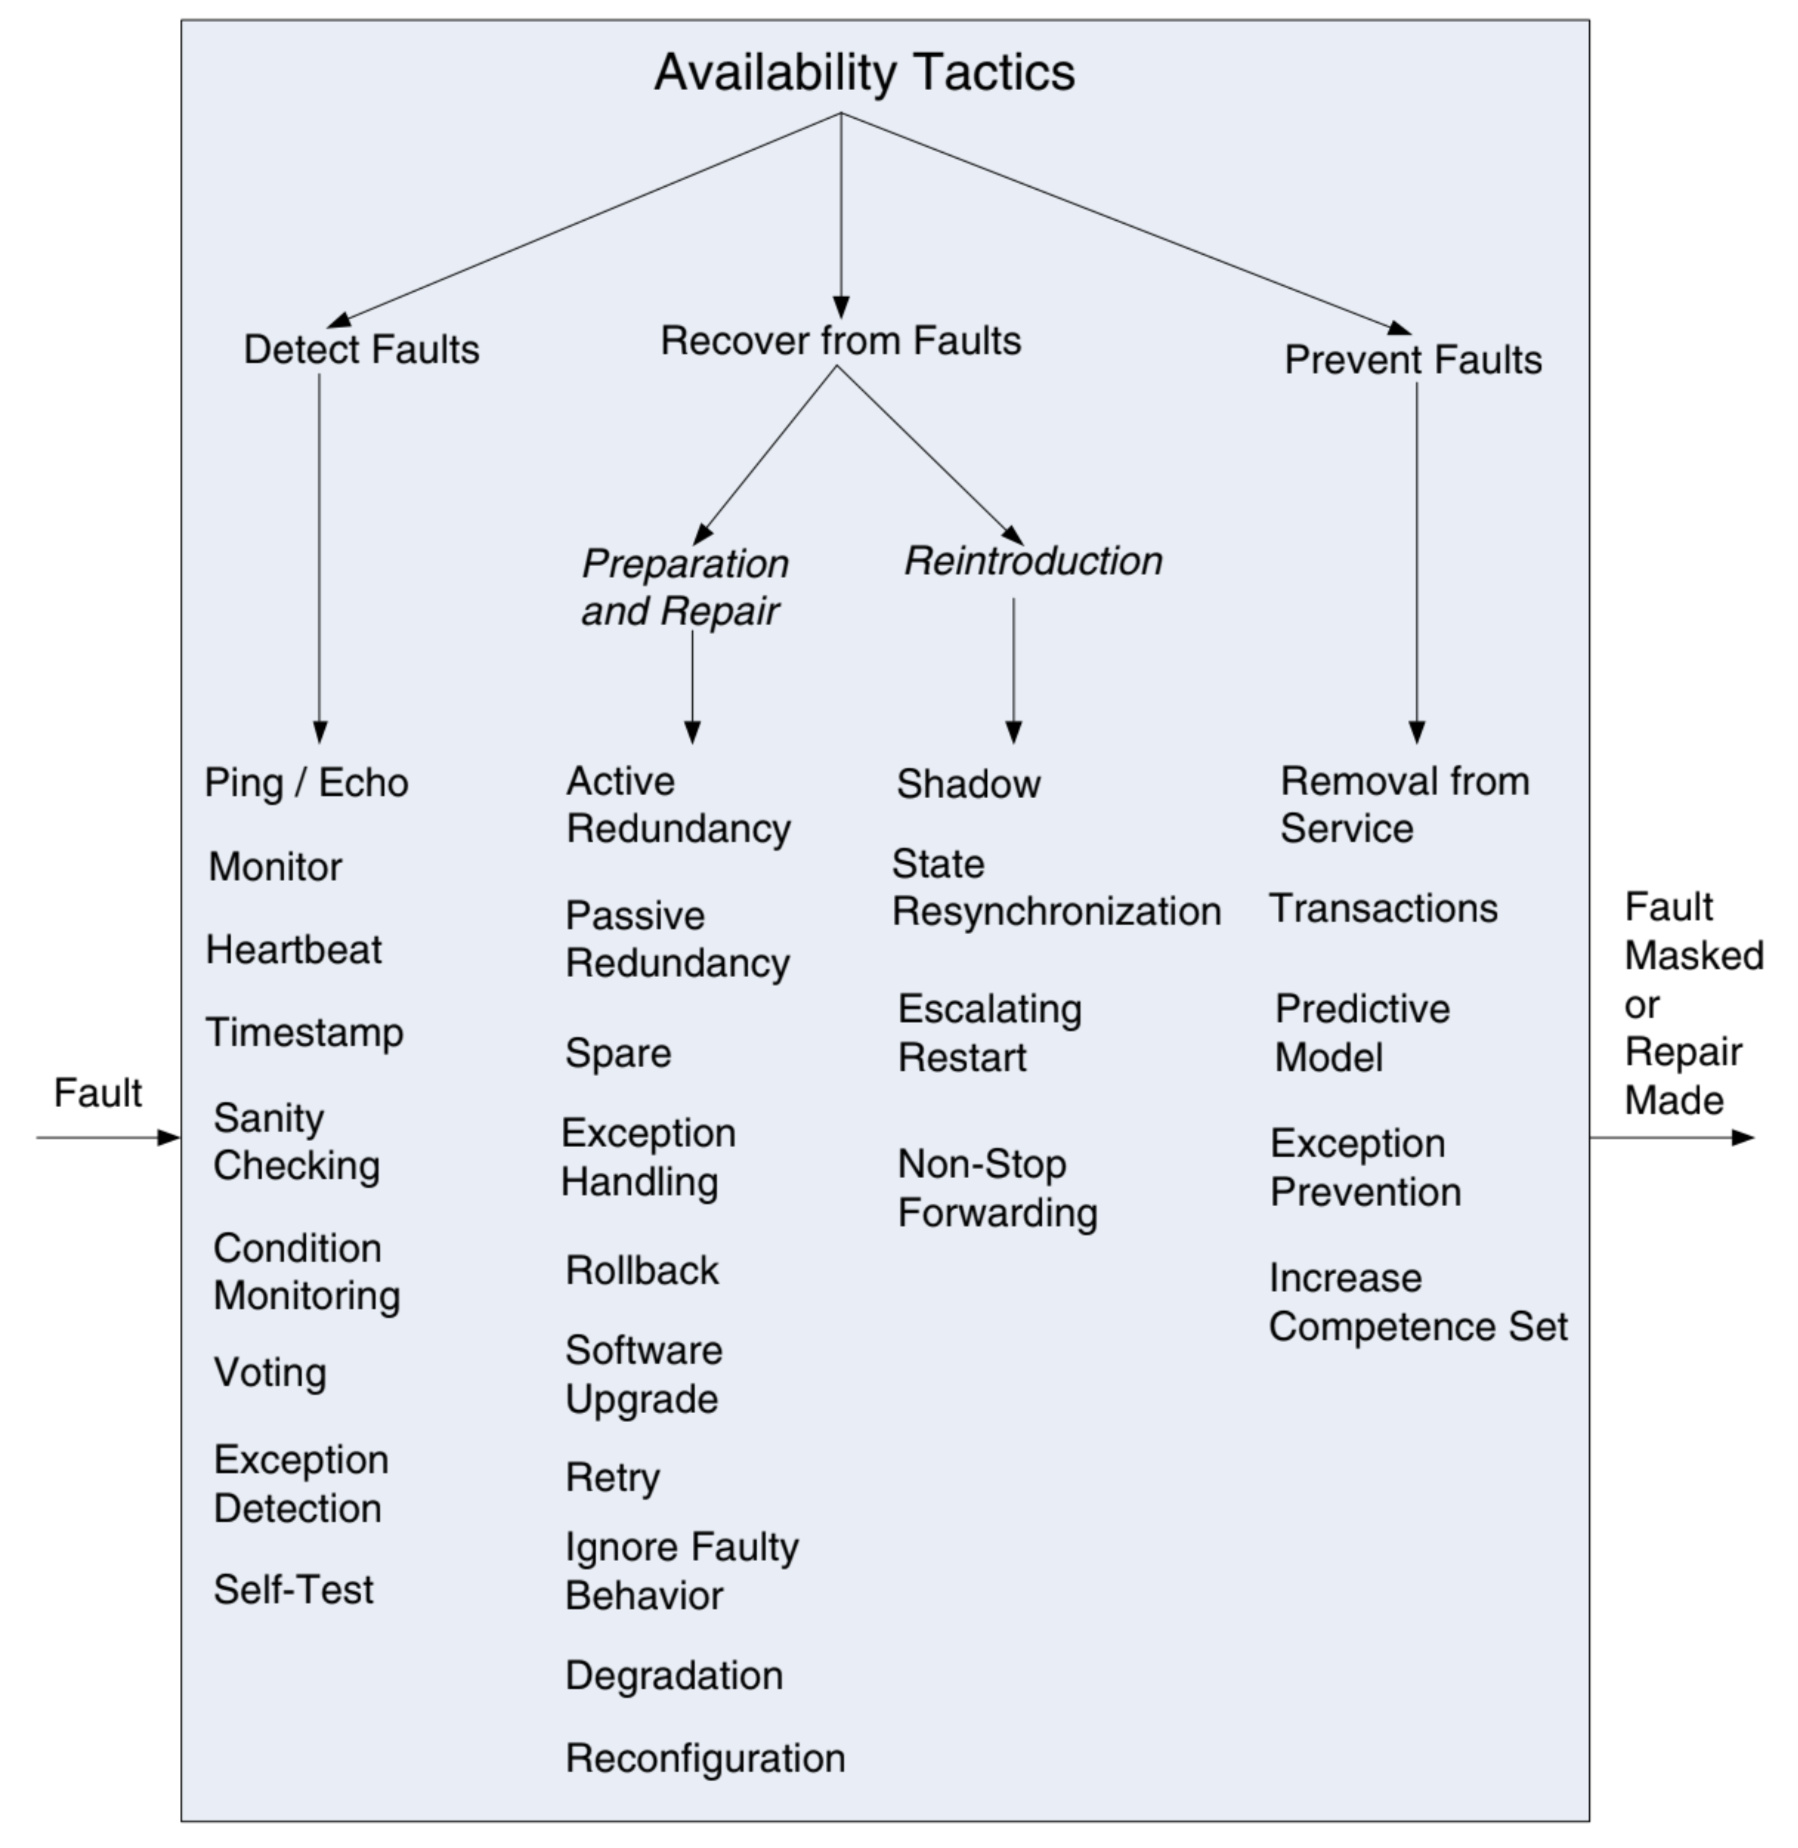 Availability Tactics
Detect Faults
Recover from Faults
Prevent Faults
Preparation
and Repair
Reintroduction
Ping / Echo
Monitor
Heartbeat
Timestamp
Sanity
Checking
Condition
Monitoring
Voting
Exception
Detection
Self-Test
Active
Redundancy
Passive
Redundancy
Spare
Exception
Handling
Rollback
Software
Upgrade
Retry
Ignore Faulty
Behavior
Degradation
Reconfiguration
Shadow
State
Resynchronization
Escalating
Restart
Non-Stop
Forwarding
Removal from
Service
Transactions
Predictive
Model
Exception
Prevention
Increase
Competence Set
Fault
Fault
Masked
or
Repair
Made